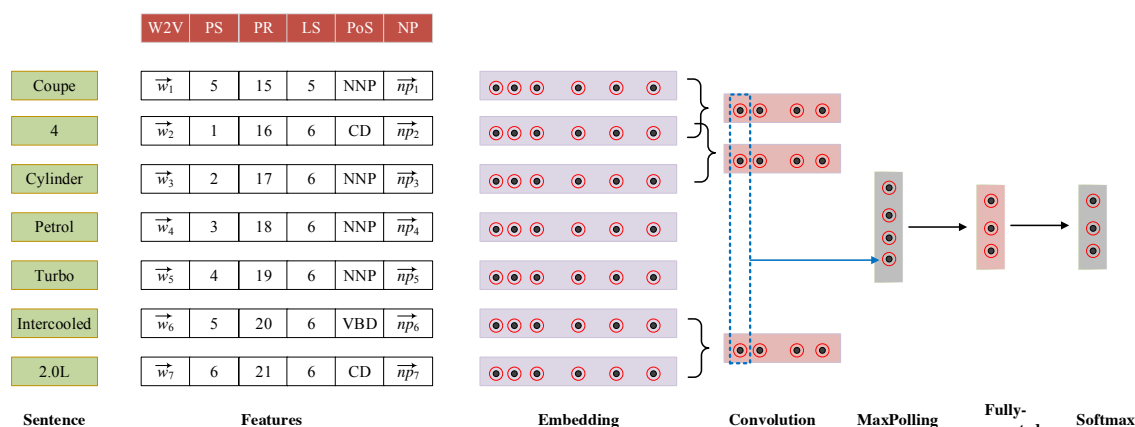 W2V PS PR LS PoS NP
Coupe w₁ 5 15 5 NNP np₁
4 w₂ 1 16 6 CD np₂
Cylinder w₃ 2 17 6 NNP np₃
Petrol w₄ 3 18 6 NNP np₄
Turbo w₅ 4 19 6 NNP np₅
Intercooled w₆ 5 20 6 VBD np₆
2.0L w₇ 6 21 6 CD np₇
Sentence Features Embedding Convolution MaxPolling Fully- Softmax